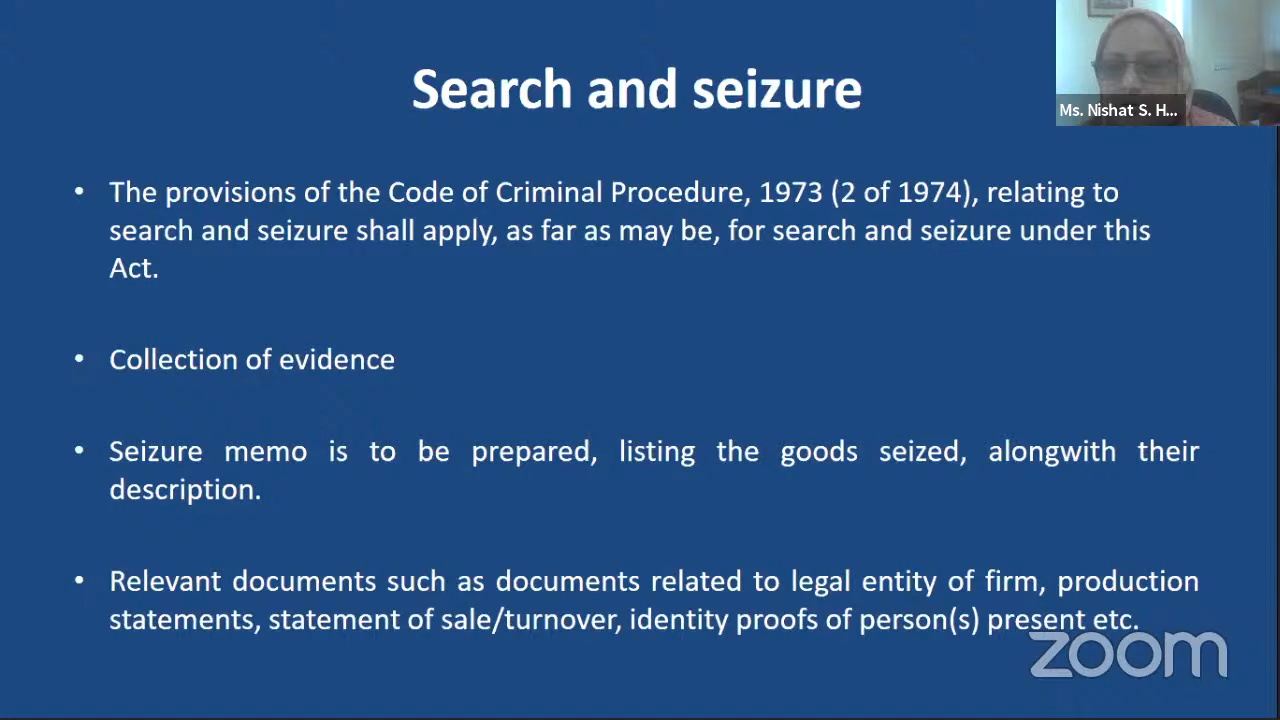 Search and seizure
Ms. Nishat S. H...
• The provisions of the Code of Criminal Procedure, 1973 (2 of 1974), relating to
search and seizure shall apply, as far as may be, for search and seizure under this
Act.
• Collection of evidence
• Seizure memo is to be prepared, listing the goods seized, alongwith their
description.
• Relevant documents such as documents related to legal entity of firm, production
statements, statement of sale/turnover, identity proofs of person(s) present etc.
zoom